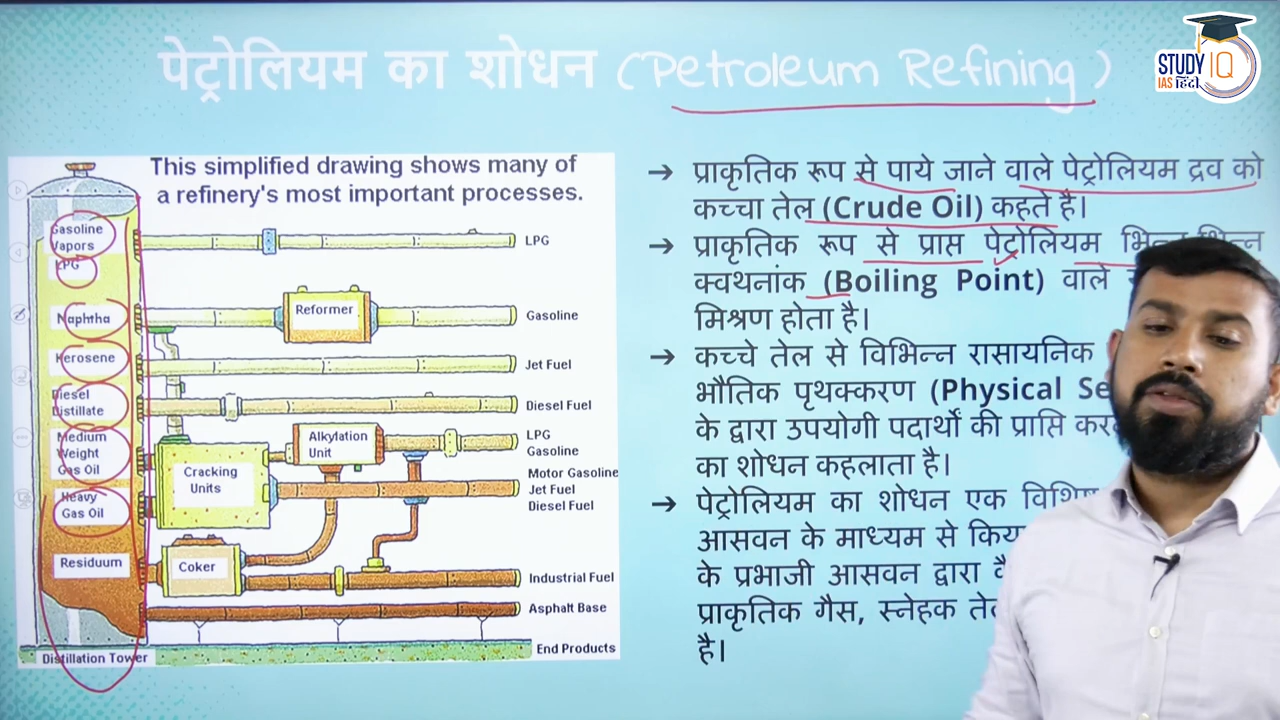 पेट्रोलियम का शोधन (Petroleum Refining)
STUDY IQ
IAS हिंदी
This simplified drawing shows many of
a refinery's most important processes.
Gasoline
Vapors
LPG
Naphtha
Kerosene
Diesel
Distillate
Medium
Weight
Gas Oil
Heavy
Gas Oil
Residuum
Distillation Tower
Reformer
Alkylation
Unit
Cracking
Units
Coker
LPG
Gasoline
Jet Fuel
Diesel Fuel
LPG
Gasoline
Motor Gasoline
Jet Fuel
Diesel Fuel
Industrial Fuel
Asphalt Base
End Products
→ प्राकृतिक रूप से पाये जाने वाले पेट्रोलियम द्रव को
कच्चा तेल (Crude Oil) कहते है।
→ प्राकृतिक रूप से प्राप्त पेट्रोलियम भिन्न भिन्न
क्वथनांक (Boiling Point) वाले
मिश्रण होता है।
→ कच्चे तेल से विभिन्न रासायनिक
भौतिक पृथक्करण (Physical
के द्वारा उपयोगी पदार्थों की प्राप्ति
का शोधन कहलाता है।
→ पेट्रोलियम का शोधन एक
आसवन के माध्यम से
के प्रभाजी आसवन द्वारा
प्राकृतिक गैस, स्नेहक
है।